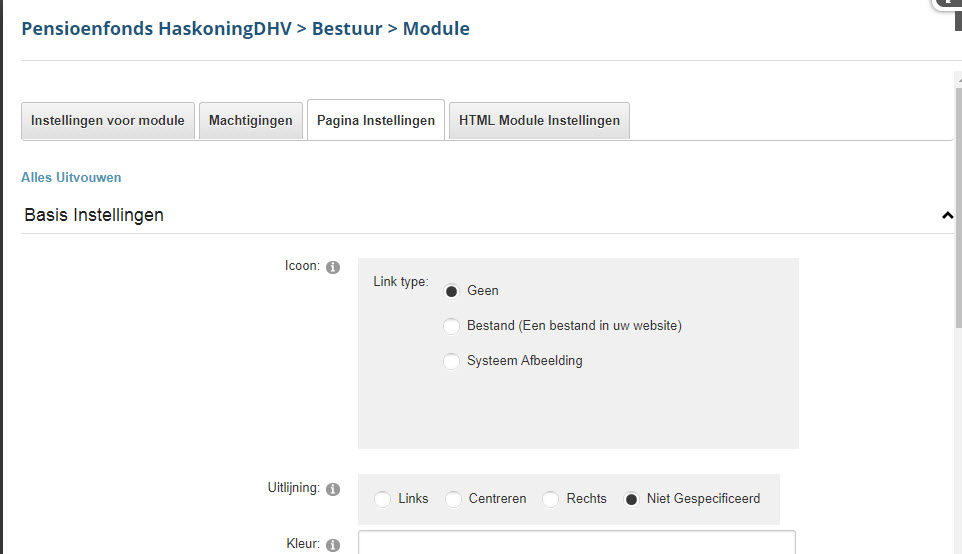 Pensioenfonds HaskoningDHV > Bestuur > Module
Instellingen voor module Machtigingen Pagina Instellingen HTML Module Instellingen
Alles Uitvouwen
Basis Instellingen
Icoon:
Link type: Geen
Bestand (Een bestand in uw website)
Systeem Afbeelding
Uitlijning: Links Centreren Rechts Niet Gespecificeerd
Kleur: